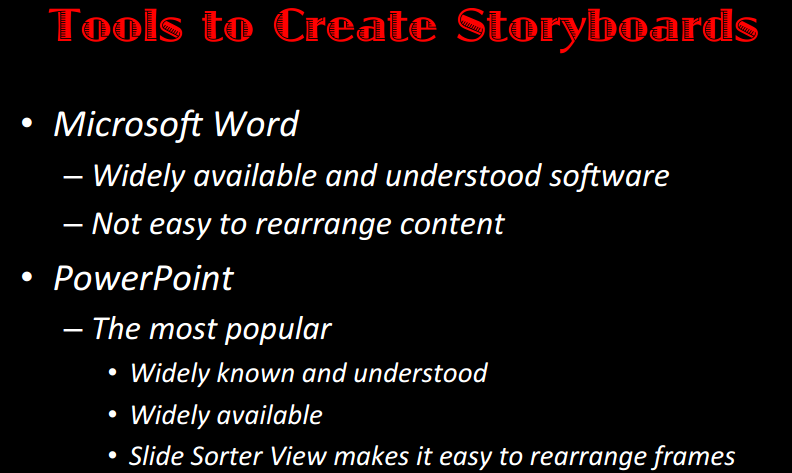 Tools to Create Storyboards
• Microsoft Word
– Widely available and understood software
– Not easy to rearrange content
• PowerPoint
– The most popular
• Widely known and understood
• Widely available
• Slide Sorter View makes it easy to rearrange frames